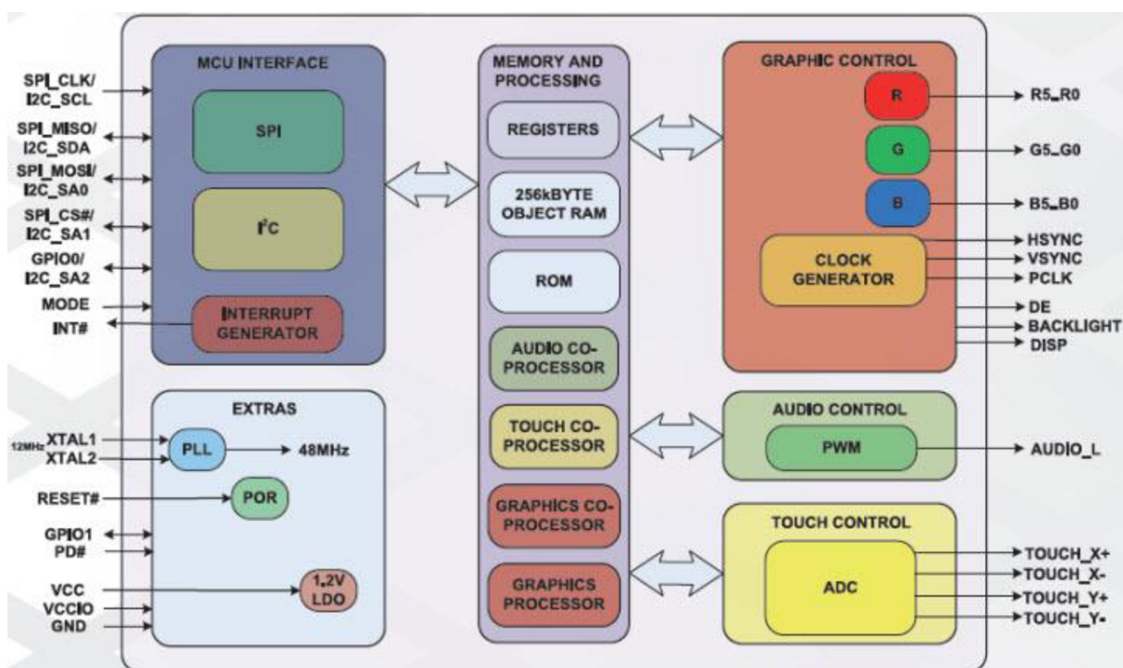 MCU INTERFACE
SPI_CLK/
I2C_SCL
SPI_MISO/
I2C_SDA
SPI_MOSI/
I2C_SA0
SPI_CS#/
I2C_SA1
GPIO0/
I2C_SA2
MODE
INT#
SPI
I²C
INTERRUPT
GENERATOR
EXTRAS
12MHz
XTAL1
XTAL2
PLL
48MHz
RESET#
POR
GPIO1
PD#
VCC
VCCIO
GND
1.2V
LDO
MEMORY AND
PROCESSING
REGISTERS
256kBYTE
OBJECT RAM
ROM
AUDIO CO-
PROCESSOR
TOUCH CO-
PROCESSOR
GRAPHICS CO-
PROCESSOR
GRAPHICS
PROCESSOR
GRAPHIC CONTROL
R
R5_R0
G
G5_G0
B
B5_B0
CLOCK
GENERATOR
HSYNC
VSYNC
PCLK
DE
BACKLIGHT
DISP
AUDIO CONTROL
PWM
AUDIO_L
TOUCH CONTROL
ADC
TOUCH_X+
TOUCH_X-
TOUCH_Y+
TOUCH_Y-